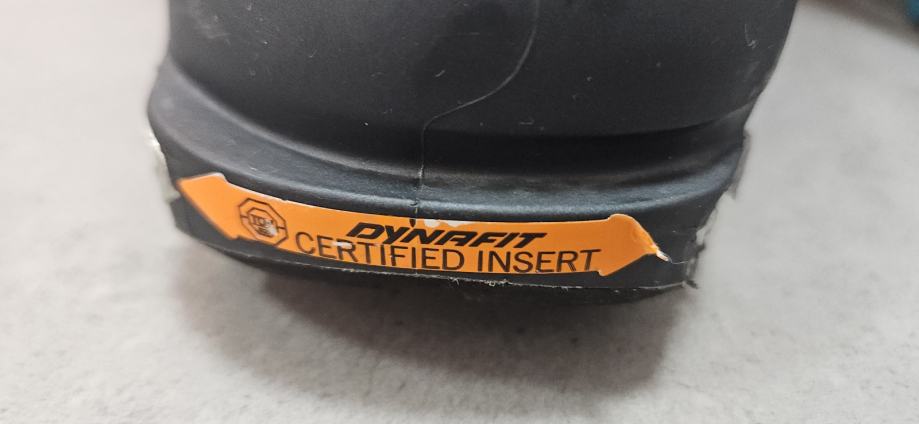 DYNAFIT
CERTIFIED INSERT